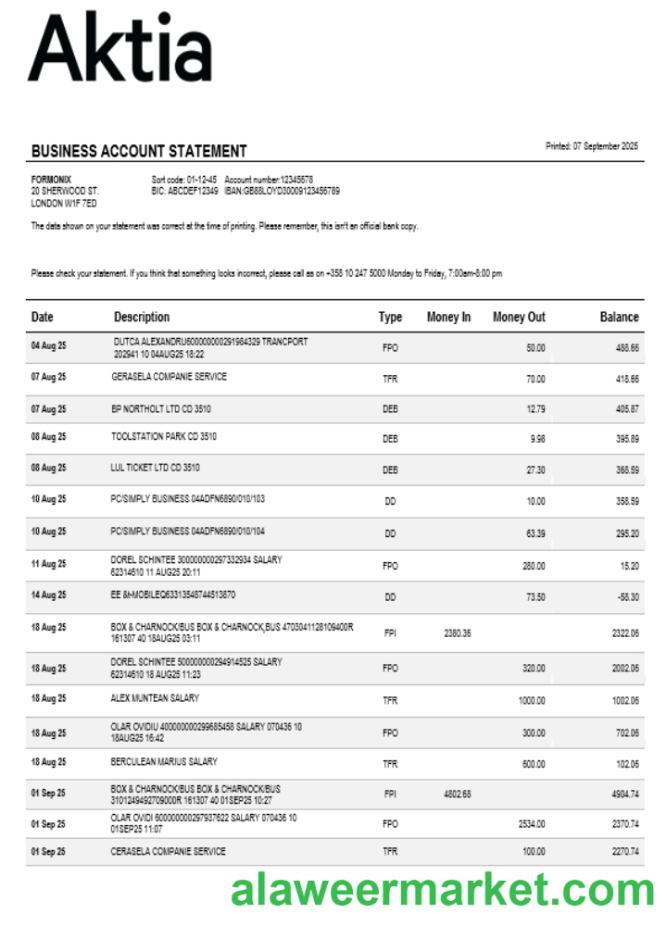 Aktia
BUSINESS ACCOUNT STATEMENT
Printed: 07 September 2025
FORMONIX
20 SHERWOOD ST.
LONDON W1F 7ED
Sort code: 01-12-45 Account number:12345678
BIC: ABCDEF12349 IBAN:GB88LOYD30009123456789
The data shown on your statement was correct at the time of printing. Please remember, this isn't an official bank copy.
Please check your statement. If you think that something looks incorrect, please call as on +358 10 247 5000 Monday to Friday, 7:00am-8:00 pm
Date Description Type Money In Money Out Balance
04 Aug 25 DUTCA ALEXANDRU600000000291984329 TRANCPORT FPO 50.00 488.66
202941 10 04AUG25 18:22
07 Aug 25 GERASELA COMPANIE SERVICE TFR 70.00 418.66
07 Aug 25 BP NORTHOLT LTD CD 3510 DEB 12.79 405.87
08 Aug 25 TOOLSTATION PARK CD 3510 DEB 9.98 395.89
08 Aug 25 LUL TICKET LTD CD 3510 DEB 27.30 368.59
10 Aug 25 PC/SIMPLY BUSINESS 04ADFN6890/010/103 DD 10.00 358.59
10 Aug 25 PC/SIMPLY BUSINESS 04ADFN6890/010/104 DD 63.39 295.20
11 Aug 25 DOREL SCHINTEE 300000000297332934 SALARY FPO 280.00 15.20
62314610 11 AUG25 20:11
14 Aug 25 EE &MOBILEQ63313548744513870 DD 73.50 -58.30
18 Aug 25 BOX & CHARNOCK/BUS BOX & CHARNOCK,BUS 4703041128109400R FPI 2380.36 2322.06
161307 40 18AUG25 03:11
18 Aug 25 DOREL SCHINTEE 500000000294914525 SALARY FPO 320.00 2002.06
62314610 18 AUG25 11:23
18 Aug 25 ALEX MUNTEAN SALARY TFR 1000.00 1002.06
18 Aug 25 OLAR OVIDIU 400000000299685458 SALARY 070436 10 FPO 300.00 702.06
18AUG25 16:42
18 Aug 25 BERCULEAN MARIUS SALARY TFR 600.00 102.06
01 Sep 25 BOX & CHARNOCK/BUS BOX & CHARNOCK/BUS FPI 4802.68 4904.74
3101249492709000R 161307 40 01SEP25 10:27
01 Sep 25 OLAR OVIDI 600000000297937622 SALARY 070436 10 FPO 2534.00 2370.74
01SEP25 11:07
01 Sep 25 CERASELA COMPANIE SERVICE TFR 100.00 2270.74
alaweermarket.com